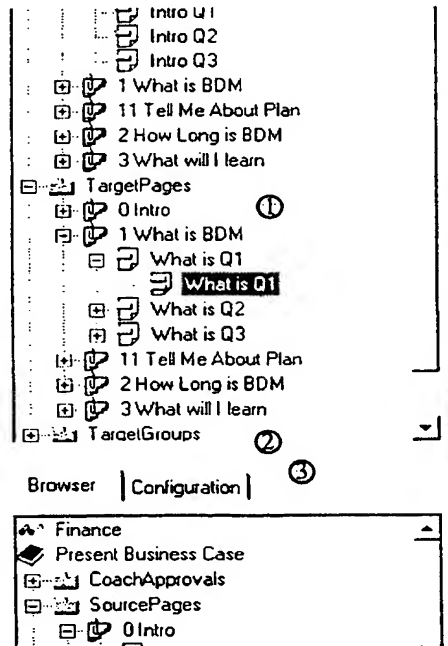 Intro Q1
Intro Q2
Intro Q3
1 What is BDM
11 Tell Me About Plan
2 How Long is BDM
3 What will I learn
TargetPages
0 Intro ①
1 What is BDM
What is Q1
What is Q1
What is Q2
What is Q3
11 Tell Me About Plan
2 How Long is BDM
3 What will I learn
TargetGroups ②
Browser Configuration ③
Finance
Present Business Case
CoachApprovals
SourcePages
0 Intro